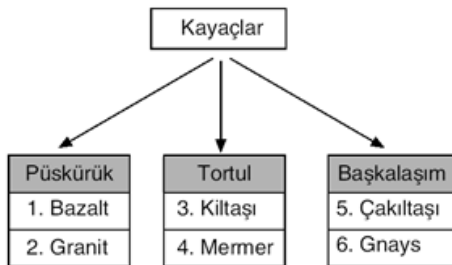 Kayaçlar
Püskürük
Tortul
Başkalaşım
1. Bazalt
3. Kiltaşı
5. Çakıltaşı
2. Granit
4. Mermer
6. Gnays